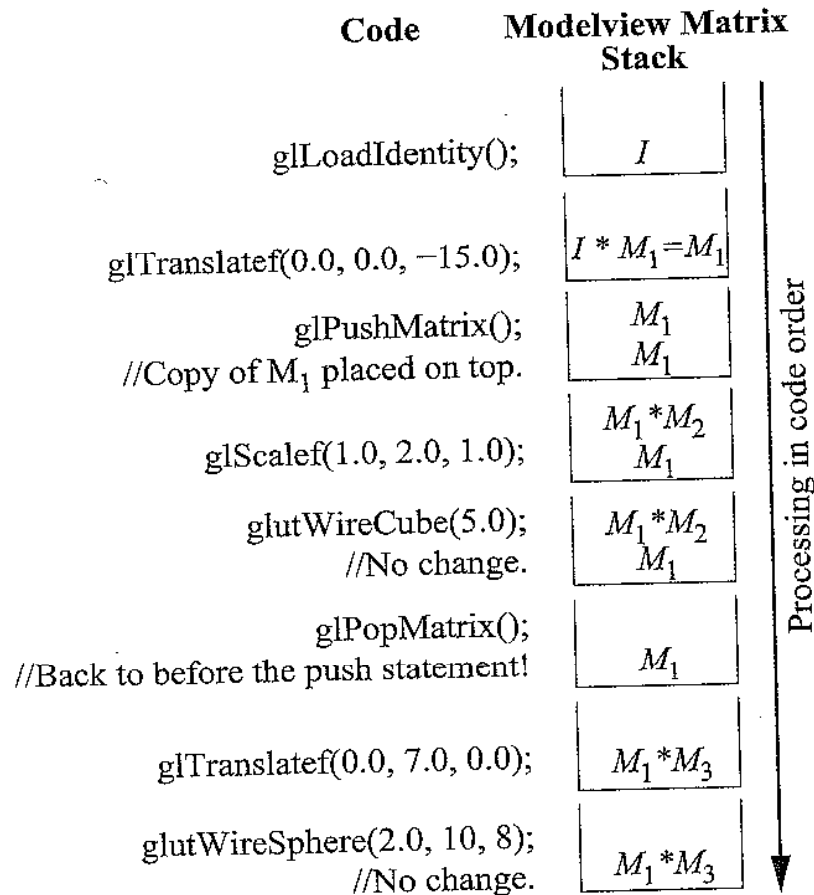 Code Modelview Matrix
Stack
glLoadIdentity(); I
glTranslatef(0.0, 0.0, −15.0); I * M₁=M₁
glPushMatrix(); M₁
//Copy of M₁ placed on top. M₁
M₁*M₂
glScalef(1.0, 2.0, 1.0); M₁
glutWireCube(5.0); M₁*M₂
//No change. M₁
glPopMatrix();
//Back to before the push statement! M₁
glTranslatef(0.0, 7.0, 0.0); M₁*M₃
glutWireSphere(2.0, 10, 8);
//No change. M₁*M₃
Processing in code order